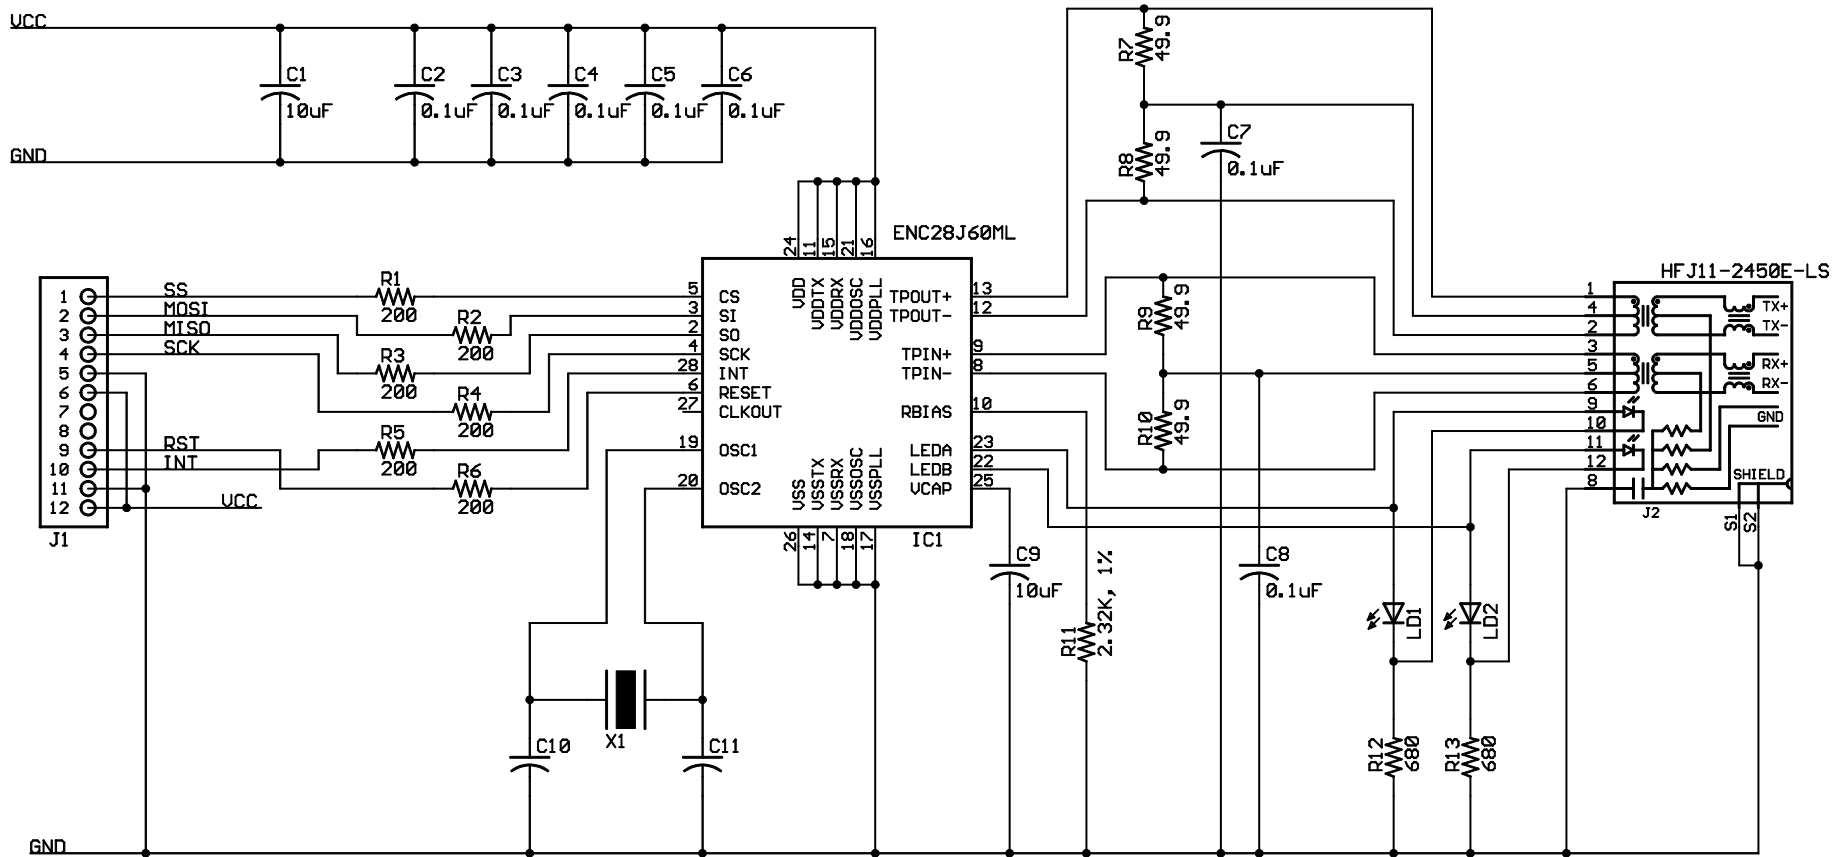 VCC
C1
10uF
C2
0.1uF
C3
0.1uF
C4
0.1uF
C5
0.1uF
C6
0.1uF
GND
R7
49.9
R8
49.9
C7
0.1uF
ENC28J60ML
24
11
15
21
16
VDD
VDDTX
VDDRX
VDDOSC
VDDPLL
HFJ11-2450E-LS
1
2
3
4
5
6
7
8
9
10
11
12
J1
SS
MOSI
MISO
SCK
RST
INT
VCC
R1
200
R2
200
R3
200
R4
200
R5
200
R6
200
5
3
2
4
28
6
27
19
20
CS
SI
SO
SCK
INT
RESET
CLKOUT
OSC1
OSC2
TPOUT+
TPOUT-
TPIN+
TPIN-
RBIAS
LEDA
LEDB
VCAP
13
12
9
8
10
23
22
25
VSS
VSSTX
VSSRX
VSSOSC
VSSPLL
26
14
7
18
17
IC1
R9
49.9
R10
49.9
1
4
2
3
5
6
9
10
11
12
8
TX+
TX-
RX+
RX-
GND
SHIELD
J2
S1
S2
C9
10uF
R11
2.32K, 1%
C8
0.1uF
LD1
LD2
X1
C10
C11
R12
680
R13
680
GND